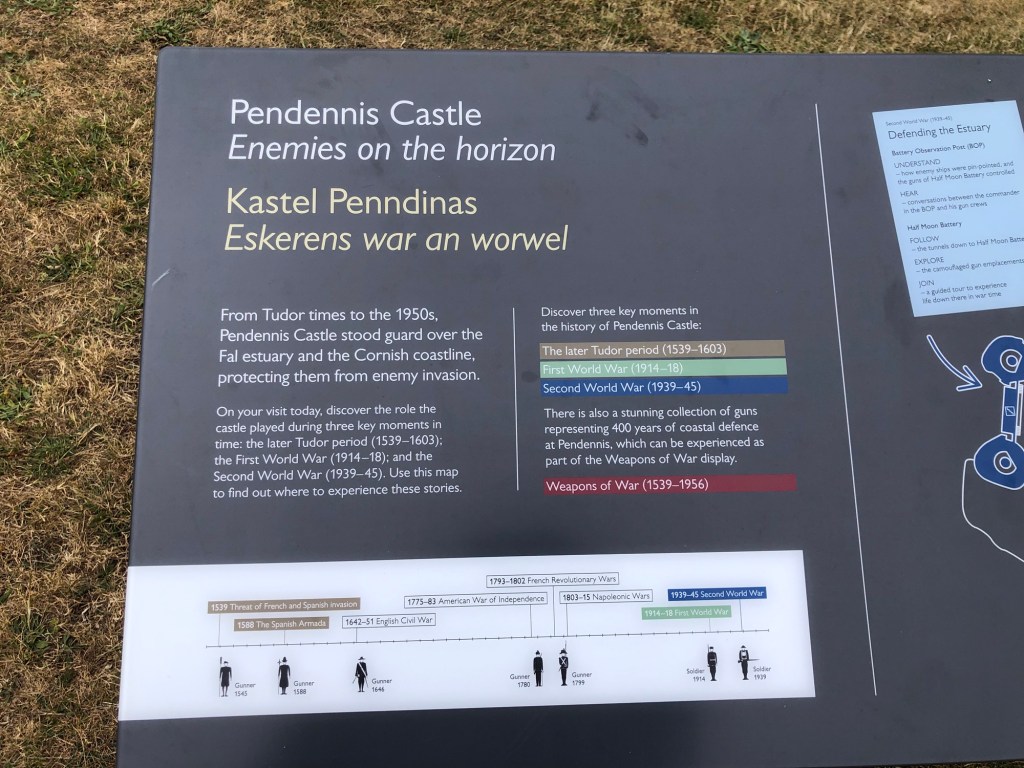 Pendennis Castle
Enemies on the horizon
Kastel Penndinas
Eskerens war an worwel
From Tudor times to the 1950s,
Pendennis Castle stood guard over the
Fal estuary and the Cornish coastline,
protecting them from enemy invasion.
On your visit today, discover the role the
castle played during three key moments in
time: the later Tudor period (1539–1603);
the First World War (1914–18); and the
Second World War (1939–45). Use this map
to find out where to experience these stories.
Discover three key moments in
the history of Pendennis Castle:
The later Tudor period (1539–1603)
First World War (1914–18)
Second World War (1939–45)
There is also a stunning collection of guns
representing 400 years of coastal defence
at Pendennis, which can be experienced as
part of the Weapons of War display.
Weapons of War (1539–1956)
Second World War (1939–45)
Defending the Estuary
Battery Observation Post (BOP)
UNDERSTAND
– how enemy ships were pin-pointed, and
the guns of Half Moon Battery controlled
HEAR
– conversations between the commander
in the BOP and his gun crews
Half Moon Battery
FOLLOW
– the tunnels down to Half Moon Batte
EXPLORE
– the camouflaged gun emplacements
JOIN
– a guided tour to experience
life down there in war time
1793–1802 French Revolutionary Wars
1775–83 American War of Independence
1803–15 Napoleonic Wars
1939–45 Second World War
1539 Threat of French and Spanish invasion
1914–18 First World War
1588 The Spanish Armada
1642–51 English Civil War
Gunner
1545
Gunner
1588
Gunner
1646
Gunner
1780
Gunner
1799
Soldier
1914
Soldier
1939